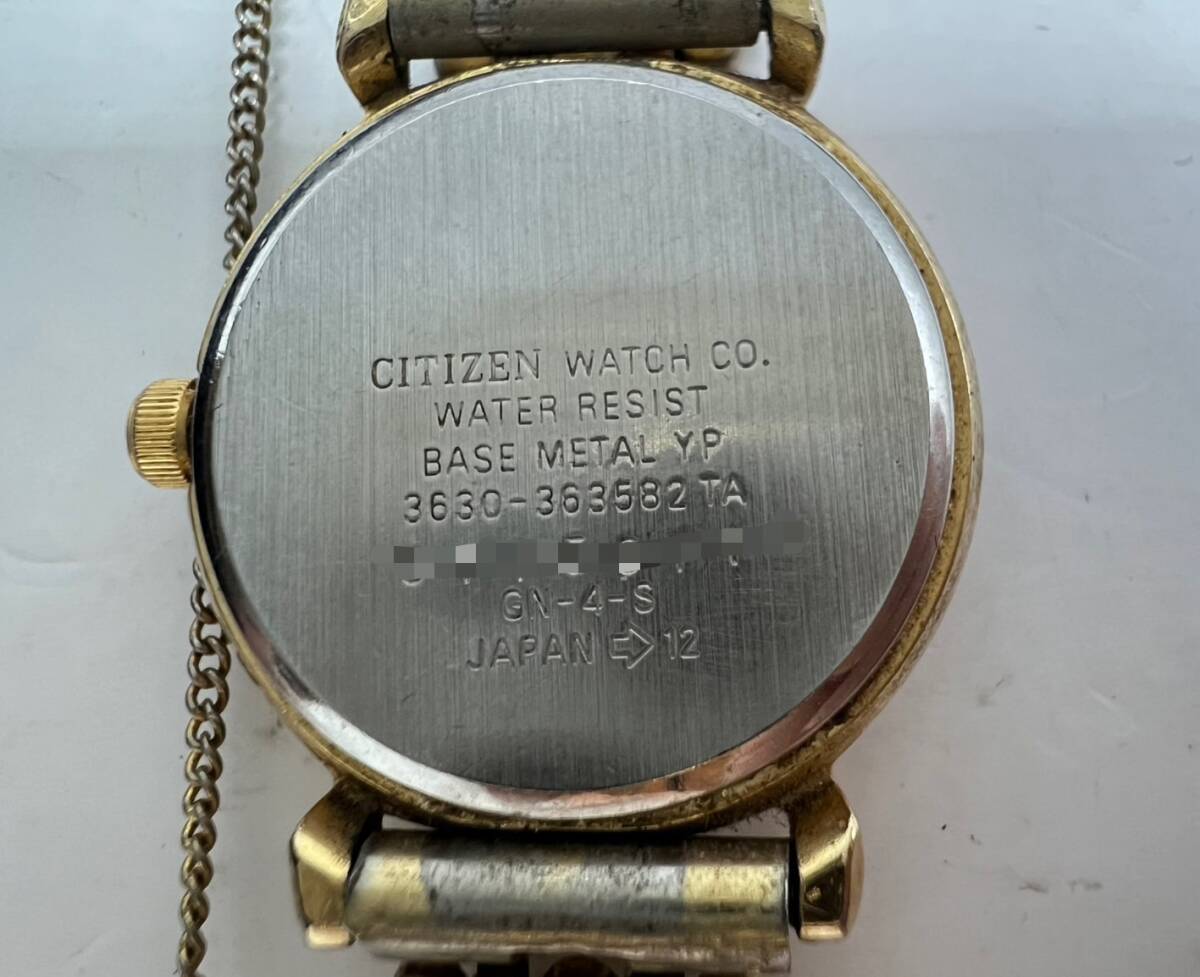 CITIZEN WATCH CO.
WATER RESIST
BASE METAL YP
3630-363582 TA
GN-4-S
JAPAN ⇨ 12